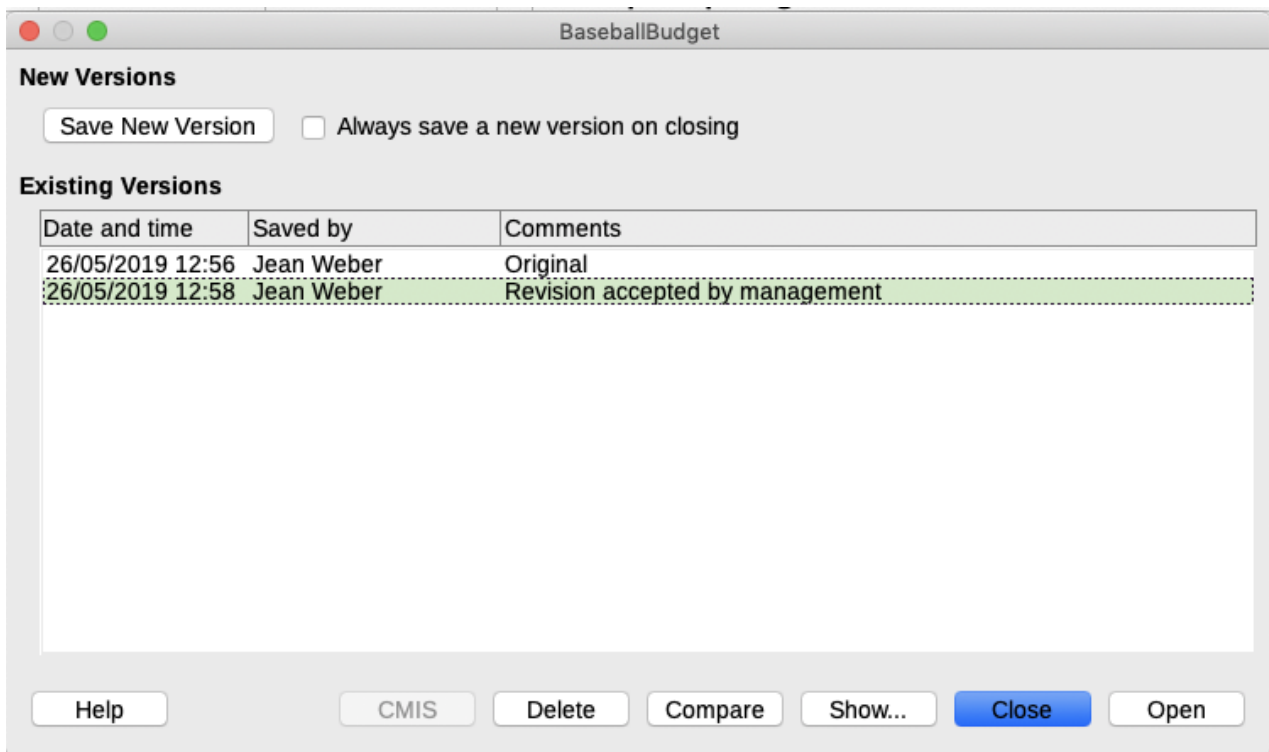 BaseballBudget
New Versions
Save New Version Always save a new version on closing
Existing Versions
Date and time Saved by Comments
26/05/2019 12:56 Jean Weber Original
26/05/2019 12:58 Jean Weber Revision accepted by management
Help CMIS Delete Compare Show... Close Open